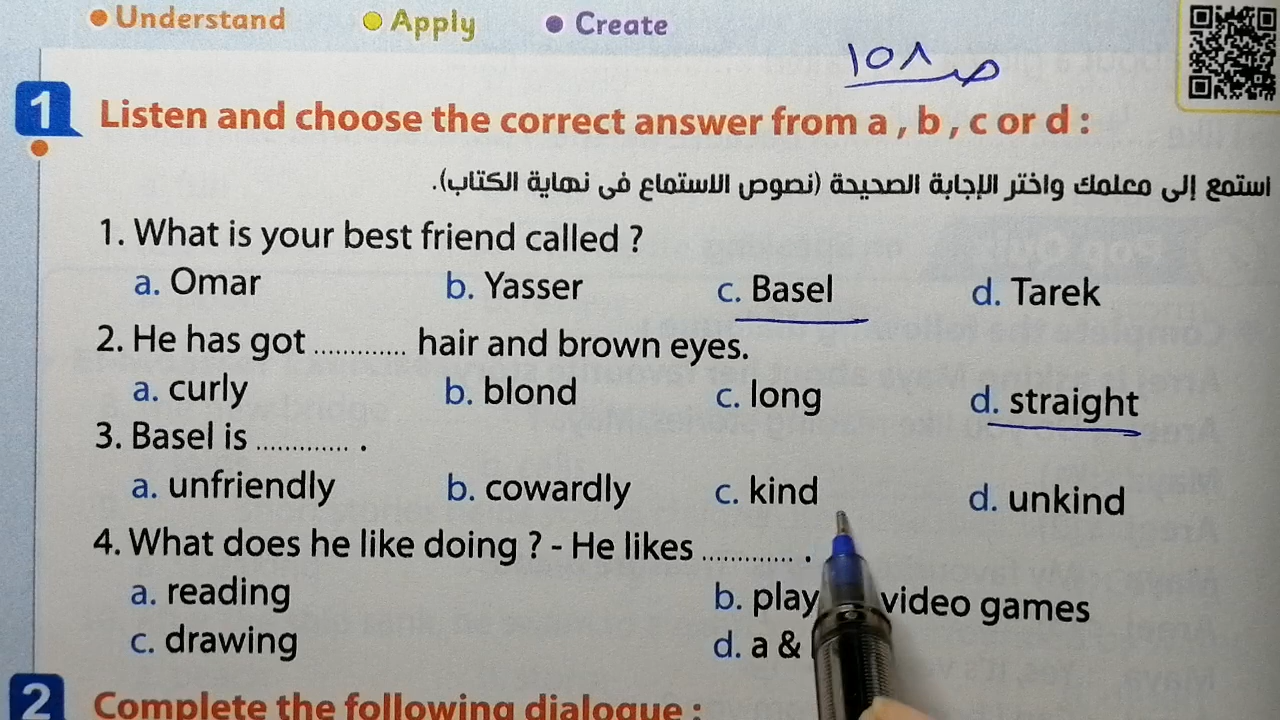 Understand Apply Create
ص ١٥٨
1 Listen and choose the correct answer from a , b , c or d :
استمع إلى معلمك واختر الإجابة الصحيحة (نصوص الاستماع فى نهاية الكتاب).
1. What is your best friend called ?
a. Omar b. Yasser c. Basel d. Tarek
2. He has got ............. hair and brown eyes.
a. curly b. blond c. long d. straight
3. Basel is ............. .
a. unfriendly b. cowardly c. kind d. unkind
4. What does he like doing ? - He likes ............. .
a. reading b. play video games
c. drawing d. a &
2 Complete the following dialogue :